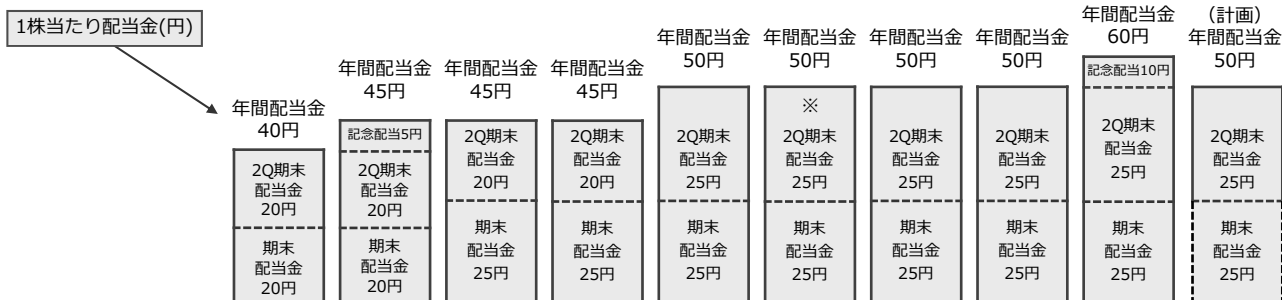 1株当たり配当金(円)
年間配当金
40円
2Q期末
配当金
20円
期末
配当金
20円
年間配当金
45円
記念配当5円
2Q期末
配当金
20円
期末
配当金
20円
年間配当金
45円
2Q期末
配当金
20円
期末
配当金
25円
年間配当金
45円
2Q期末
配当金
20円
期末
配当金
25円
年間配当金
50円
2Q期末
配当金
25円
期末
配当金
25円
年間配当金
50円
※
2Q期末
配当金
25円
期末
配当金
25円
年間配当金
50円
2Q期末
配当金
25円
期末
配当金
25円
年間配当金
50円
2Q期末
配当金
25円
期末
配当金
25円
年間配当金
60円
記念配当10円
2Q期末
配当金
25円
期末
配当金
25円
（計画）
年間配当金
50円
2Q期末
配当金
25円
期末
配当金
25円